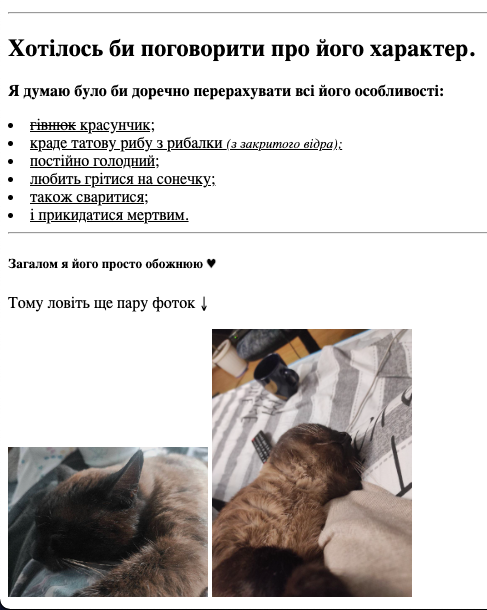 Хотілось би поговорити про його характер.
Я думаю було би доречно перерахувати всі його особливості:
• гівнюк красунчик;
• краде татову рибу з рибалки (з закритого відра);
• постійно голодний;
• любить грітися на сонечку;
• також сваритися;
• і прикидатися мертвим.
Загалом я його просто обожнюю ♥
Тому ловіть ще пару фоток ↓